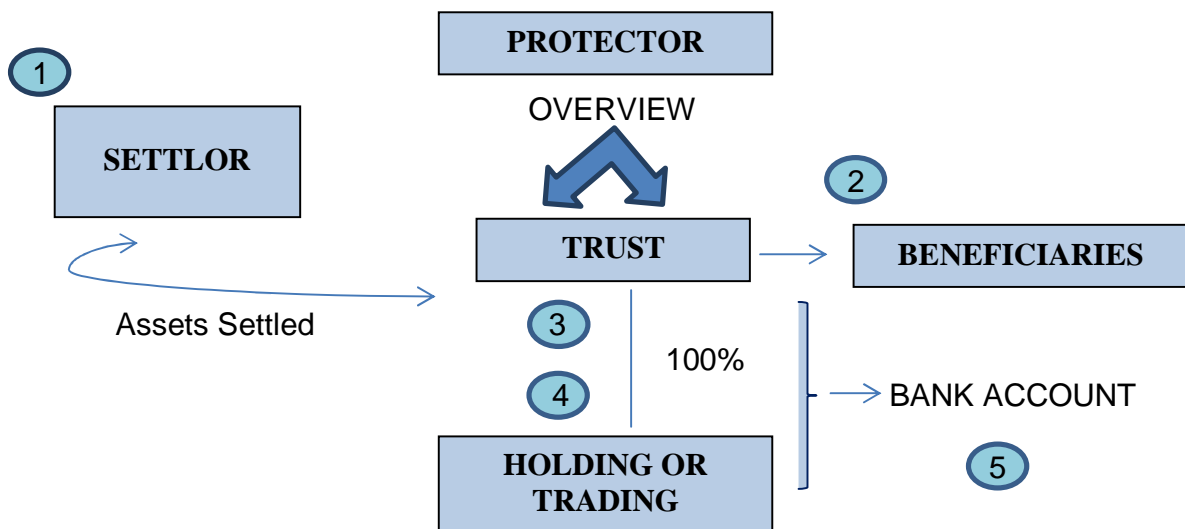 PROTECTOR
1
OVERVIEW
SETTLOR
2
TRUST
BENEFICIARIES
Assets Settled
3
100%
4
BANK ACCOUNT
HOLDING OR
TRADING
5